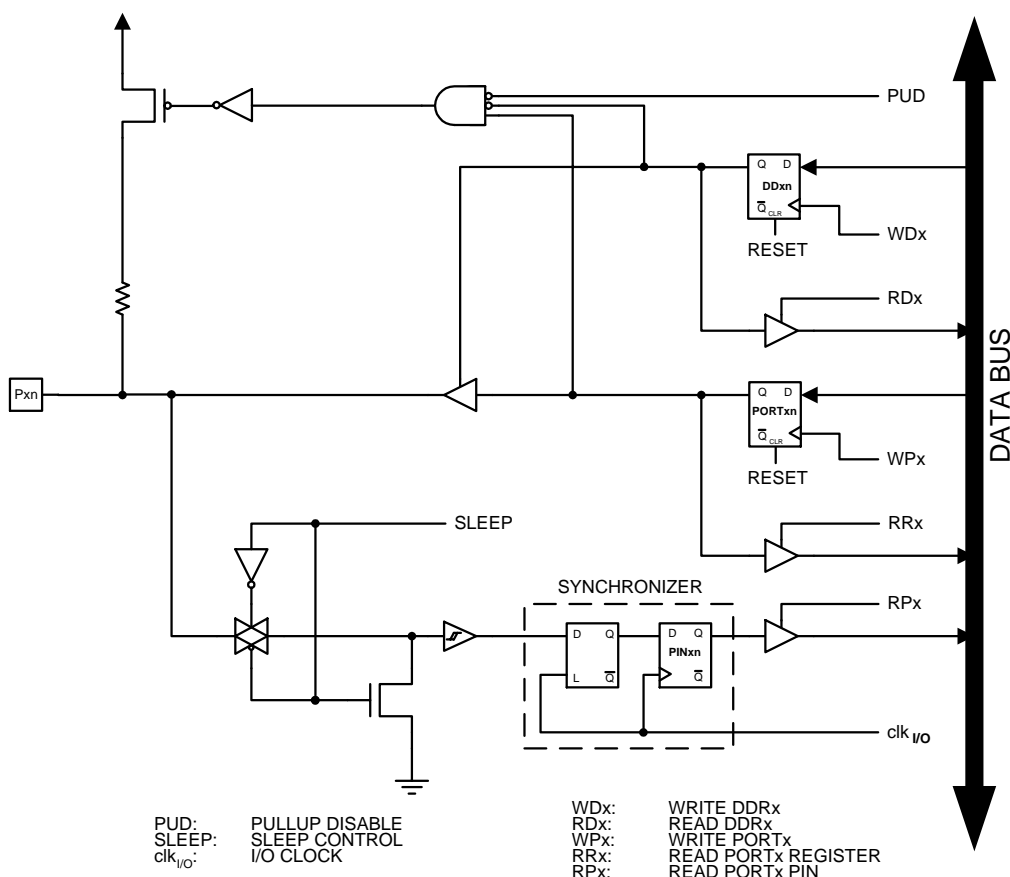 PUD
Q D
DDxn
Q CLR
WDx
RESET
RDx
DATA BUS
Pxn
Q D
PORTxn
Q CLR
WPx
RESET
SLEEP
RRx
SYNCHRONIZER
RPx
D Q
D Q
PINxn
L Q
Q
clk I/O
PUD: PULLUP DISABLE
SLEEP: SLEEP CONTROL
clkI/O: I/O CLOCK
WDx: WRITE DDRx
RDx: READ DDRx
WPx: WRITE PORTx
RRx: READ PORTx REGISTER
RPx: READ PORTx PIN